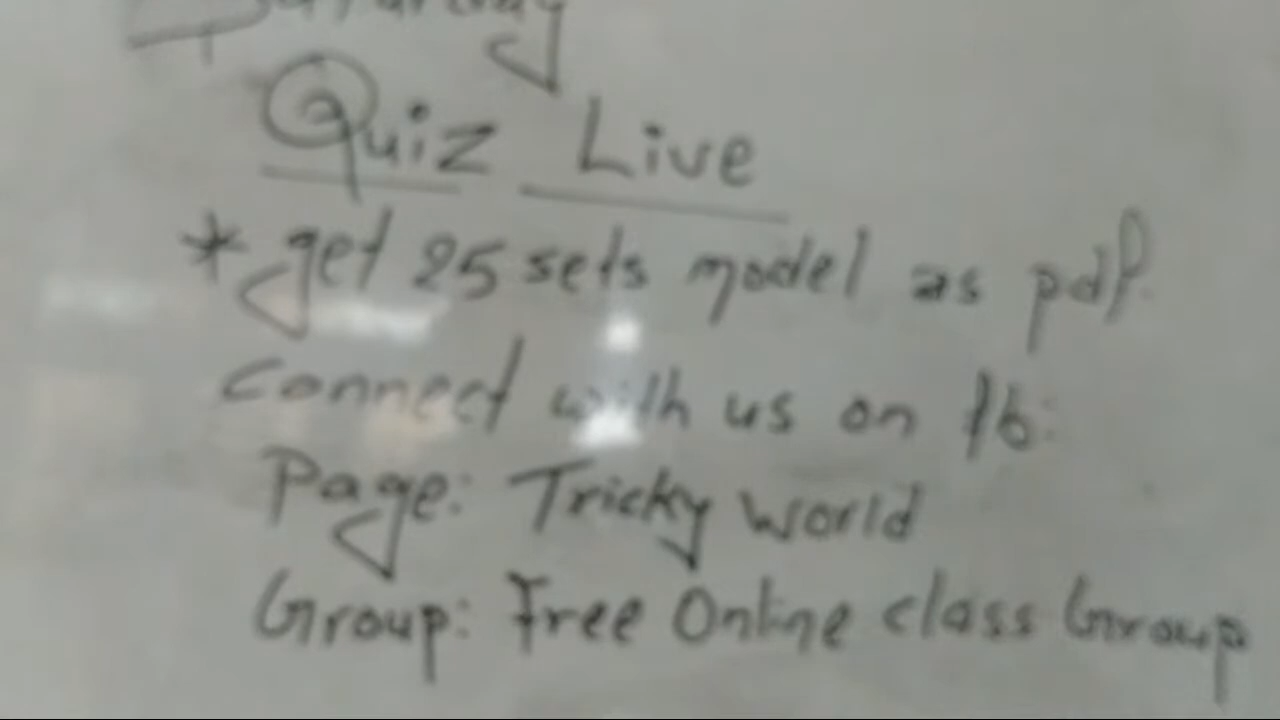 Saturday
Quiz Live
* get 25 sets model as pdf.
Connect with us on fb:
Page: Tricky world
Group: Free Online class Group